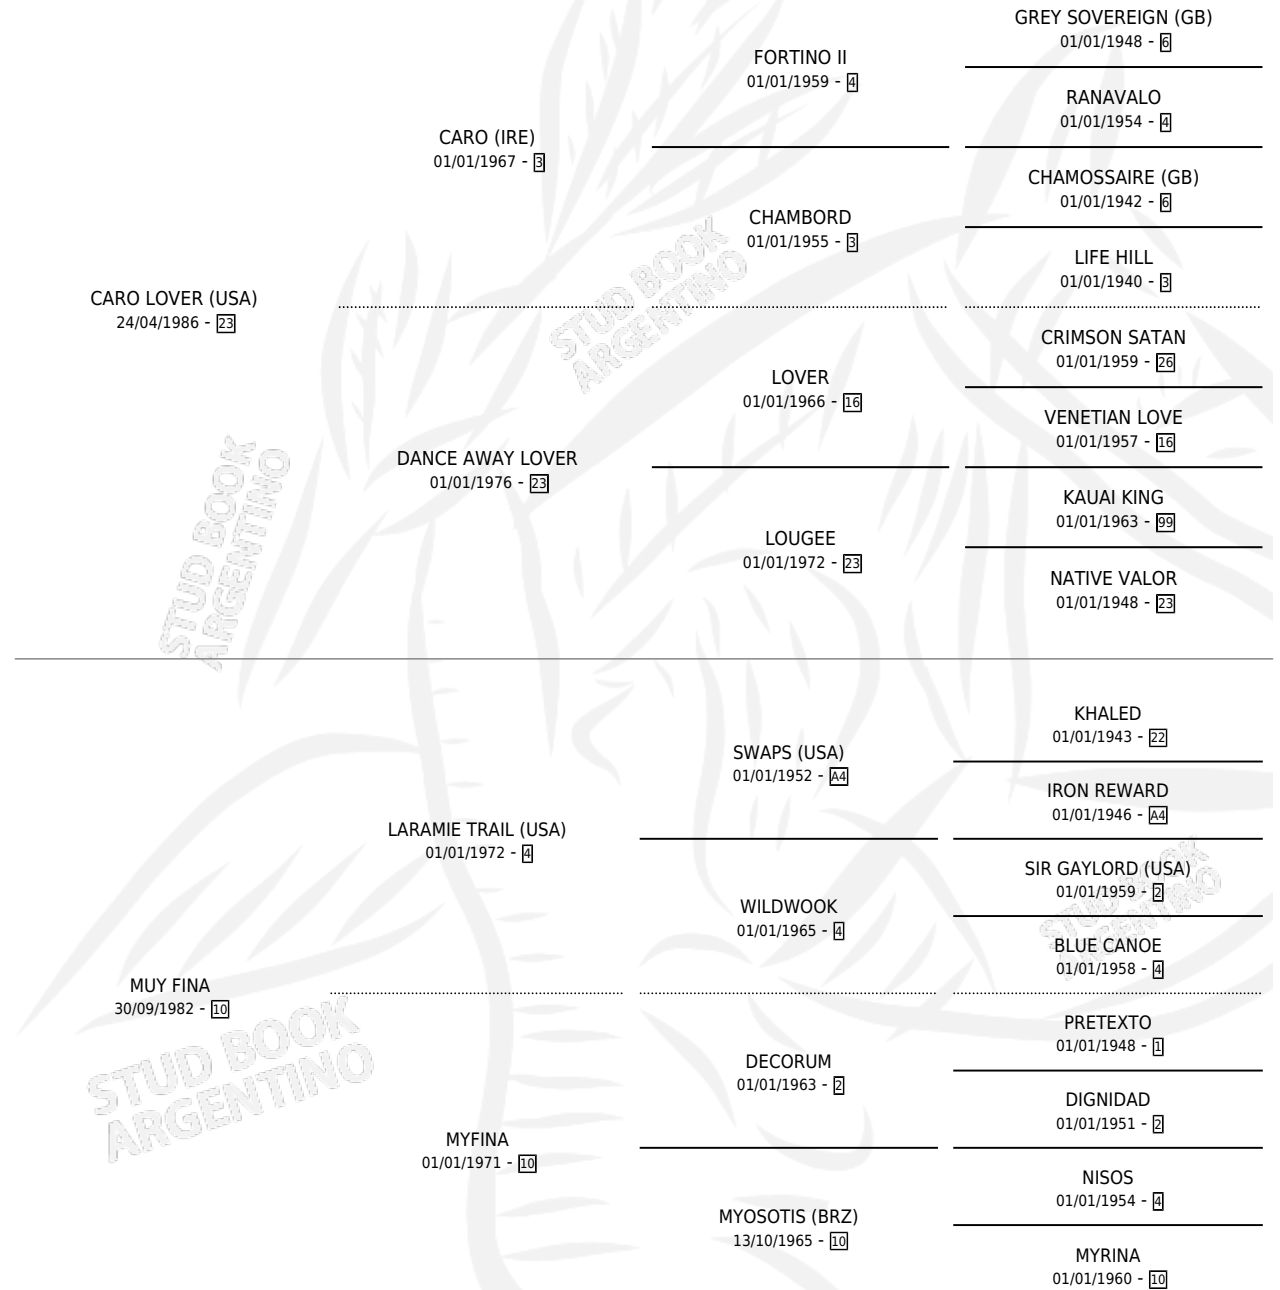 GREY SOVEREIGN (GB)
01/01/1948 - 6
FORTINO II
01/01/1959 - 4
RANAVALO
01/01/1954 - 4
CARO (IRE)
01/01/1967 - 3
CHAMOSSAIRE (GB)
01/01/1942 - 6
CHAMBORD
01/01/1955 - 3
LIFE HILL
01/01/1940 - 3
CARO LOVER (USA)
24/04/1986 - 23
CRIMSON SATAN
01/01/1959 - 26
LOVER
01/01/1966 - 16
VENETIAN LOVE
01/01/1957 - 16
DANCE AWAY LOVER
01/01/1976 - 23
KAUAI KING
01/01/1963 - 99
LOUGEE
01/01/1972 - 23
NATIVE VALOR
01/01/1948 - 23
KHALED
01/01/1943 - 22
SWAPS (USA)
01/01/1952 - A4
IRON REWARD
01/01/1946 - A4
LARAMIE TRAIL (USA)
01/01/1972 - 4
SIR GAYLORD (USA)
01/01/1959 - 2
WILDWOOK
01/01/1965 - 4
BLUE CANOE
01/01/1958 - 4
MUY FINA
30/09/1982 - 10
PRETEXTO
01/01/1948 - 1
DECORUM
01/01/1963 - 2
DIGNIDAD
01/01/1951 - 2
MYFINA
01/01/1971 - 10
NISOS
01/01/1954 - 4
MYOSOTIS (BRZ)
13/10/1965 - 10
MYRINA
01/01/1960 - 10
STUD BOOK
ARGENTINO
STUD BOOK
ARGENTINO
STUD BOOK
ARGENTINO
STUD BOOK
ARGENTINO